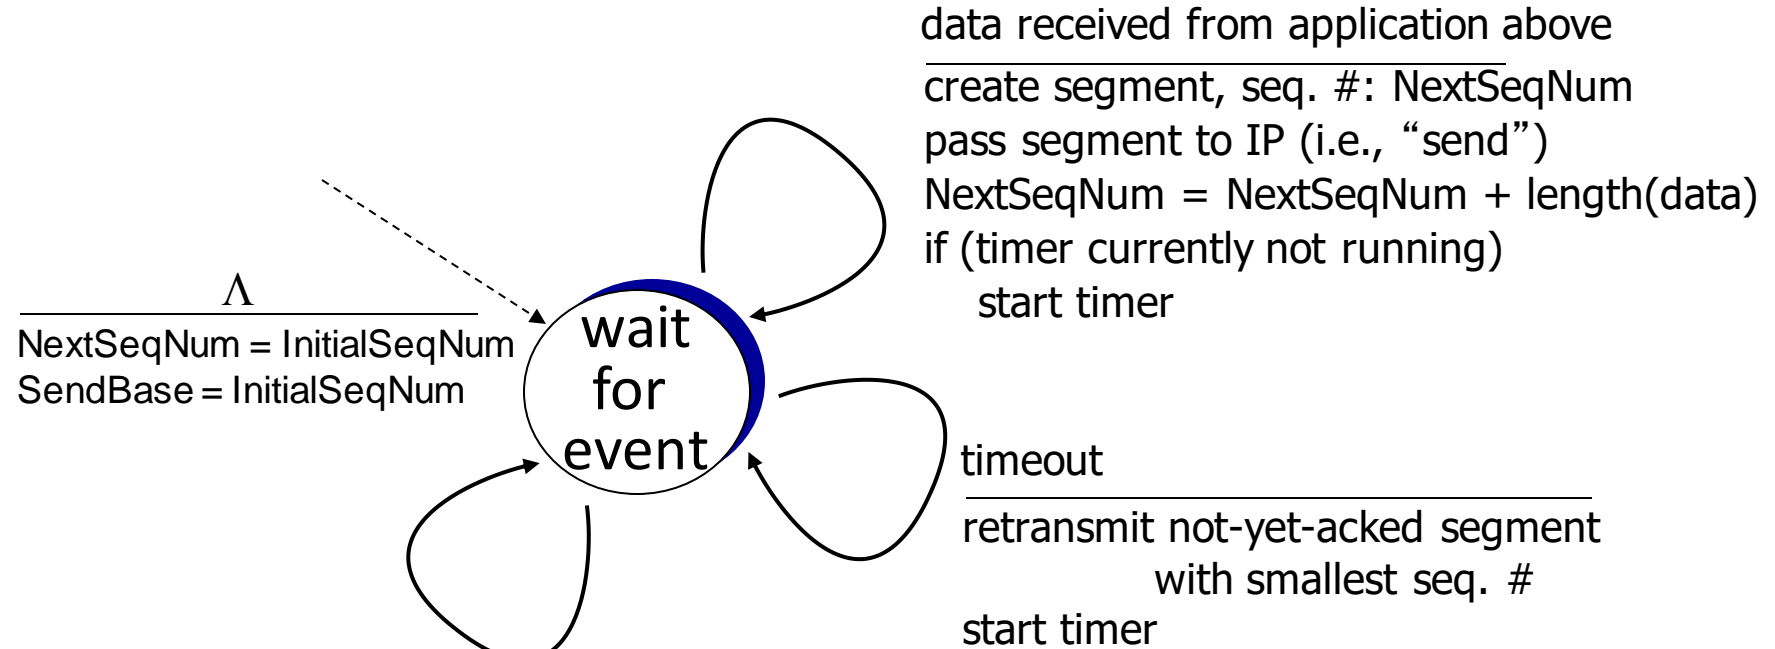 data received from application above
create segment, seq. #: NextSeqNum
pass segment to IP (i.e., “send”)
NextSeqNum = NextSeqNum + length(data)
if (timer currently not running)
start timer
Λ
NextSeqNum = InitialSeqNum
SendBase = InitialSeqNum
wait
for
event
timeout
retransmit not-yet-acked segment
with smallest seq. #
start timer